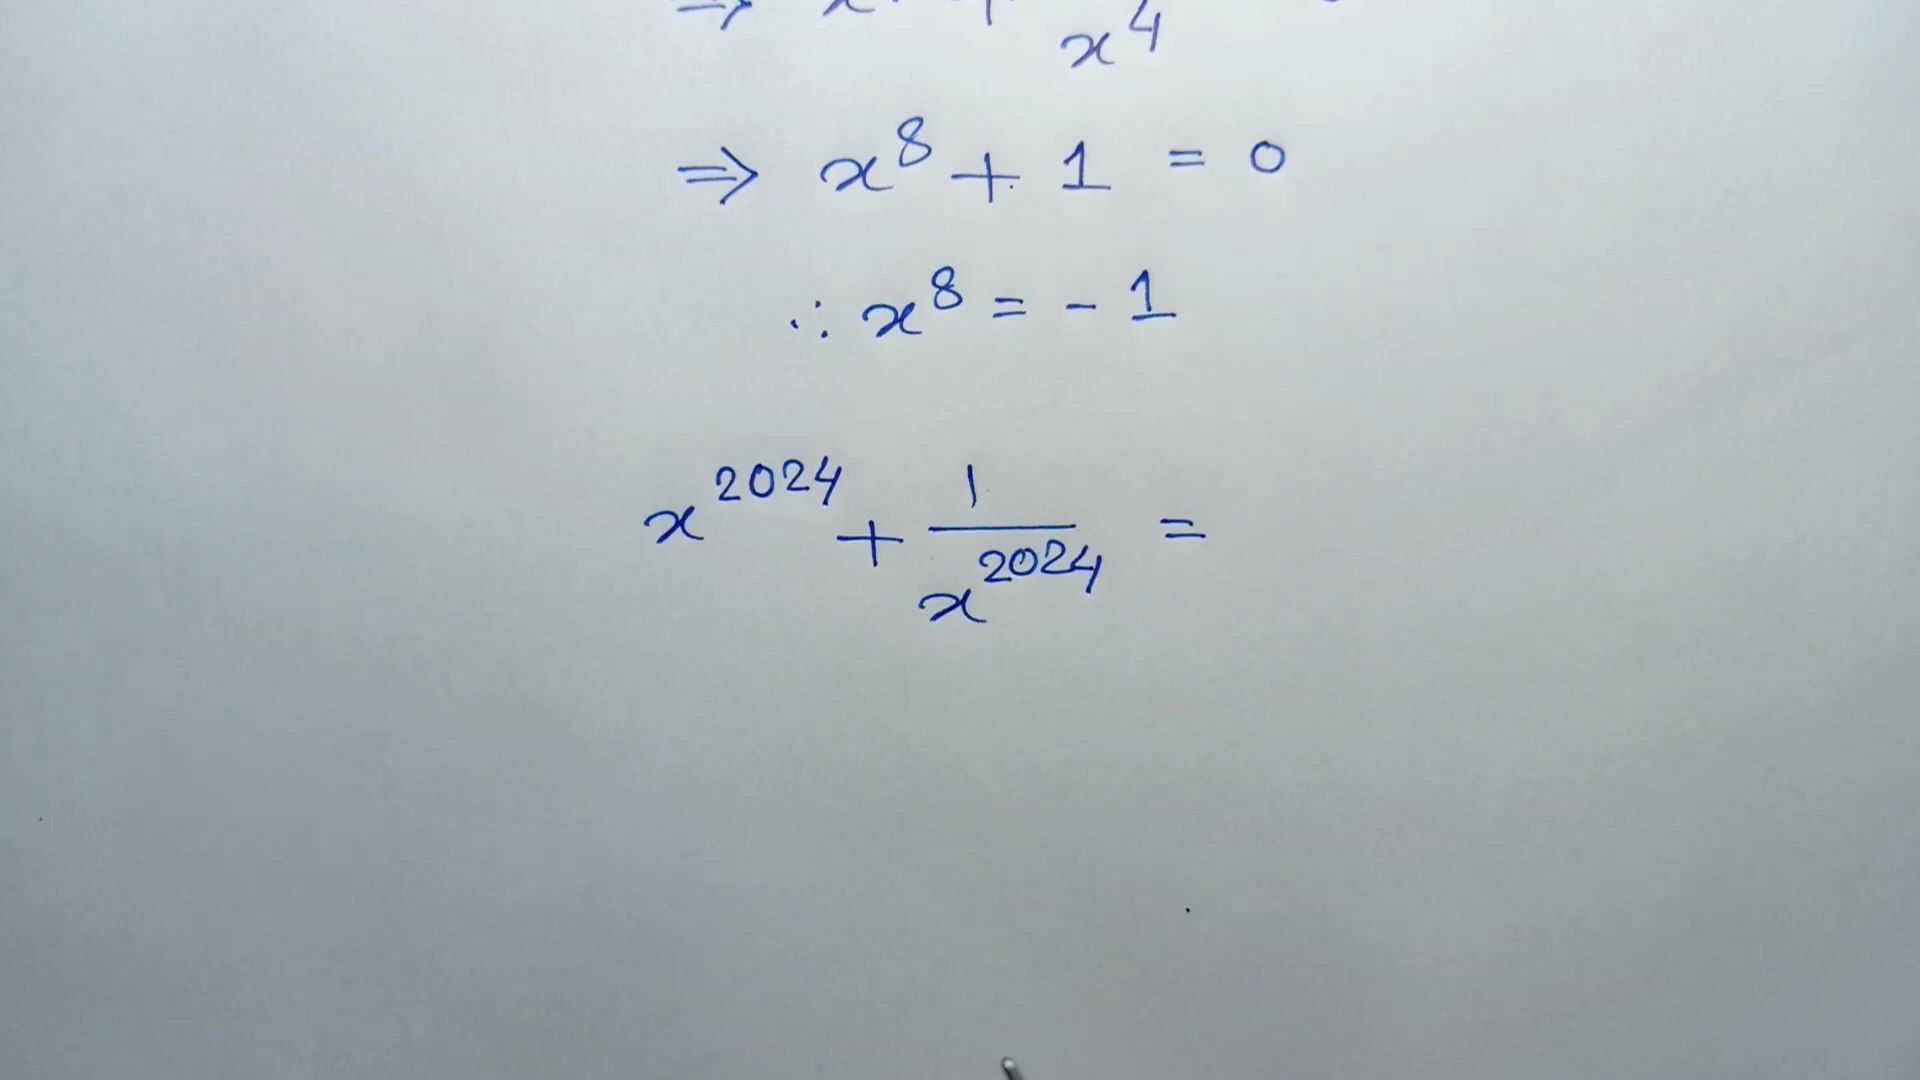 ⇒ x⁸ + 1 = 0
∴ x⁸ = - 1
x²⁰²⁴ + 1/x²⁰²⁴ =